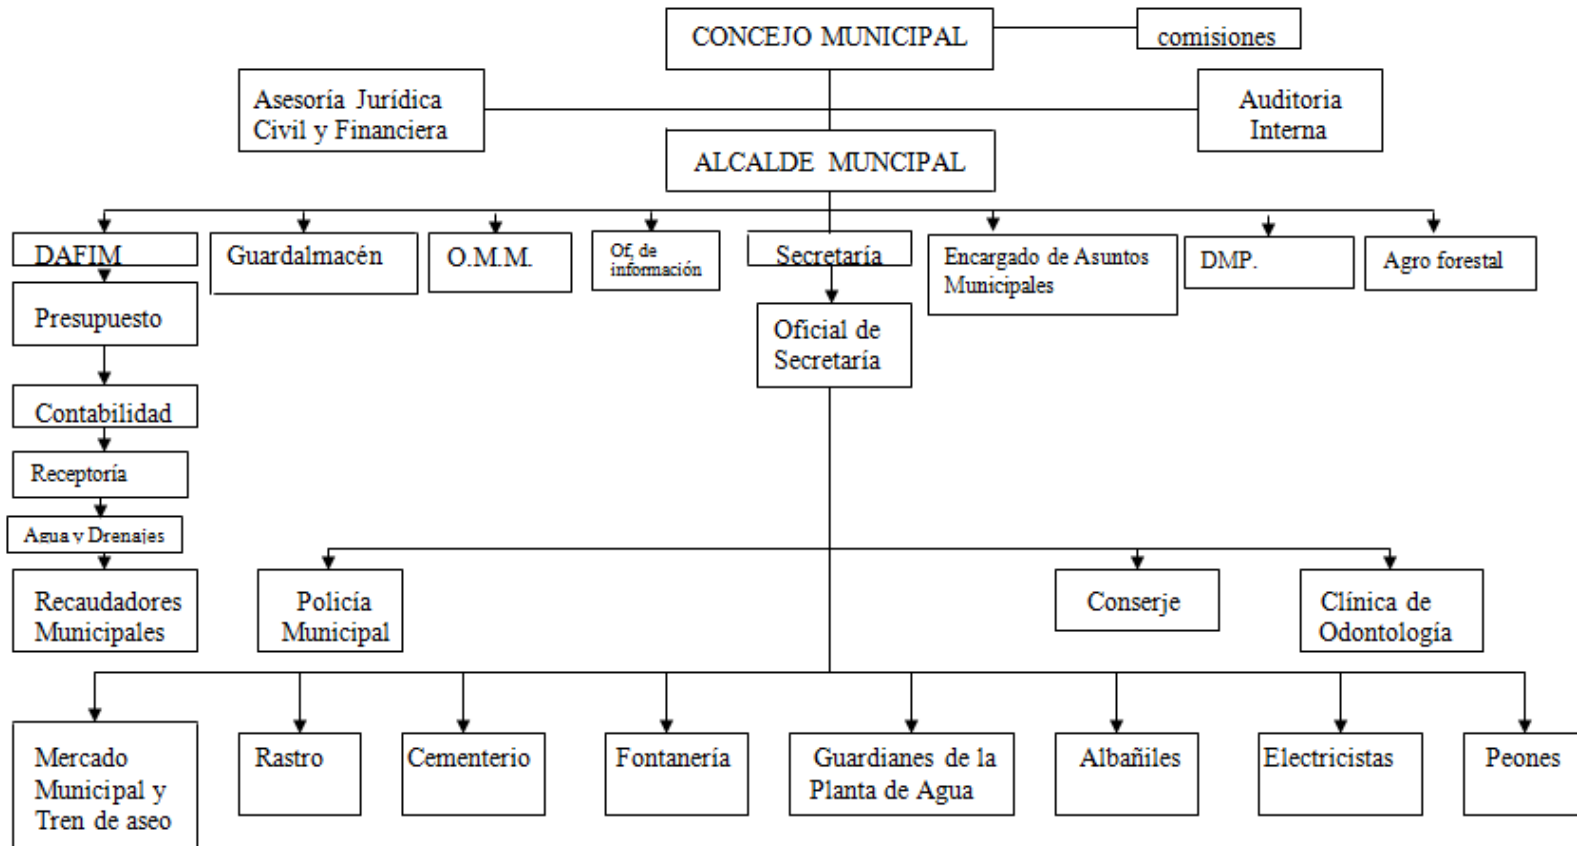 CONCEJO MUNICIPAL
comisiones
Asesoría Jurídica
Civil y Financiera
Auditoria
Interna
ALCALDE MUNCIPAL
DAFIM
Guardalmacén
O.M.M.
Of, de
información
Secretaría
Encargado de Asuntos
Municipales
DMP.
Agro forestal
Presupuesto
Oficial de
Secretaría
Contabilidad
Receptoría
Agua y Drenajes
Recaudadores
Municipales
Policía
Municipal
Conserje
Clínica de
Odontología
Mercado
Municipal y
Tren de aseo
Rastro
Cementerio
Fontanería
Guardianes de la
Planta de Agua
Albañiles
Electricistas
Peones